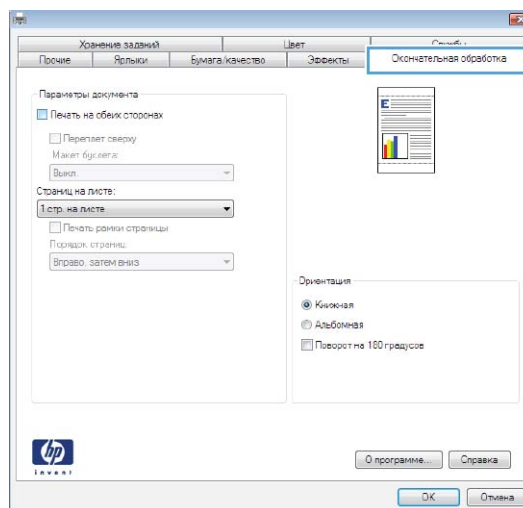 Хранение заданий
Цвет
Службы
Прочие
Ярлыки
Бумага/качество
Эффекты
Окончательная обработка
Параметры документа
Печать на обеих сторонах
Переплет сверху
Макет буклета:
Выкл.
Страниц на листе:
1 стр. на листе
Печать рамки страницы
Порядок страниц:
Вправо, затем вниз
E
Ориентация
Книжная
Альбомная
Поворот на 180 градусов
hp
invent
О программе...
Справка
OK
Отмена